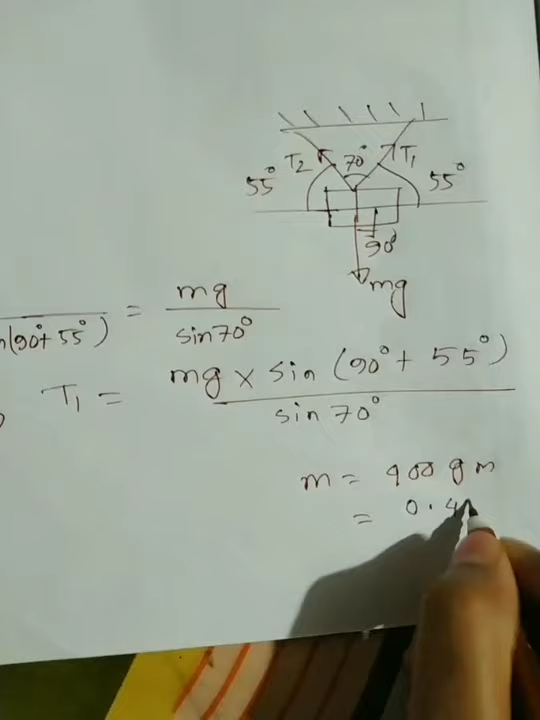 T2 70° T1
55° 55°
90°
mg
mg
n(90°+55°) = sin70°
T1 = mg × sin (90°+ 55°)
sin 70°
m = 400 gm
= 0.4